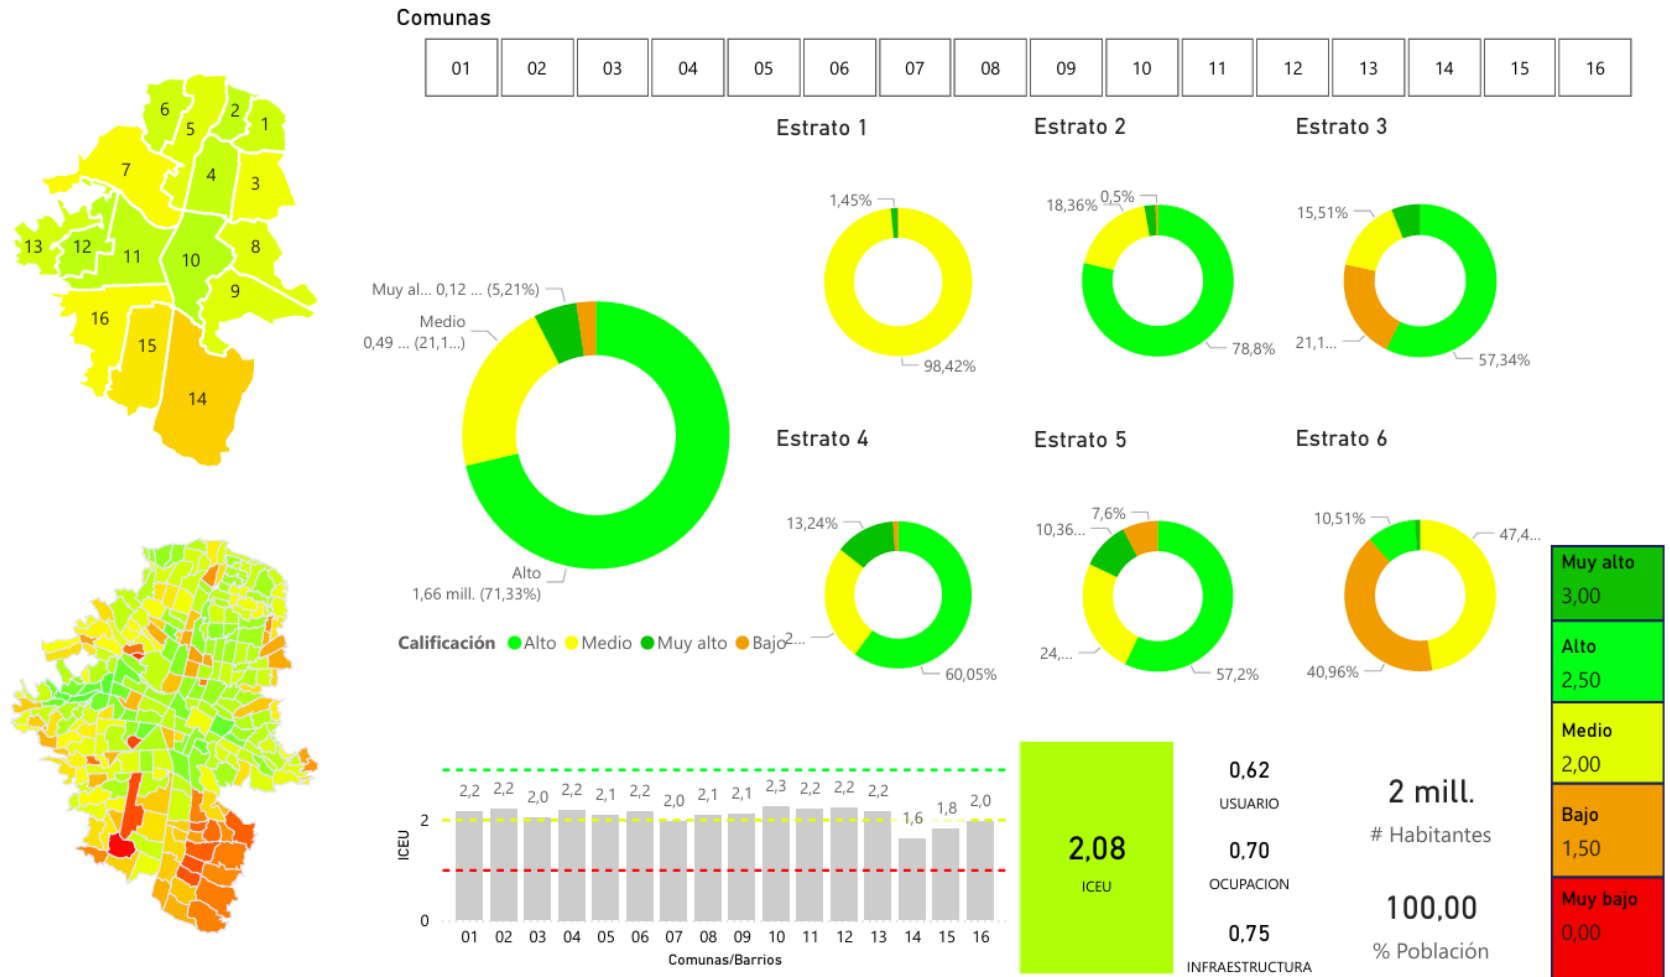 Comunas
01 02 03 04 05 06 07 08 09 10 11 12 13 14 15 16
6
5
2
1
7
4
3
13
12
11
10
8
9
16
15
14
Estrato 1
1,45%
98,42%
Estrato 2
18,36%
0,5%
78,8%
Estrato 3
15,51%
21,1...
57,34%
Muy al... 0,12 ... (5,21%)
Medio
0,49 ... (21,1...)
Alto
1,66 mill. (71,33%)
Calificación Alto Medio Muy alto Bajo
Estrato 4
13,24%
2...
60,05%
Estrato 5
7,6%
10,36...
24,...
57,2%
Estrato 6
10,51%
47,4...
40,96%
ICEU
2
0
2,2 2,2 2,0 2,2 2,1 2,2 2,0 2,1 2,1 2,3 2,2 2,2 2,2 1,6 1,8 2,0
01 02 03 04 05 06 07 08 09 10 11 12 13 14 15 16
Comunas/Barrios
2,08
ICEU
0,62
USUARIO
0,70
OCUPACION
0,75
INFRAESTRUCTURA
2 mill.
# Habitantes
100,00
% Población
Muy alto
3,00
Alto
2,50
Medio
2,00
Bajo
1,50
Muy bajo
0,00